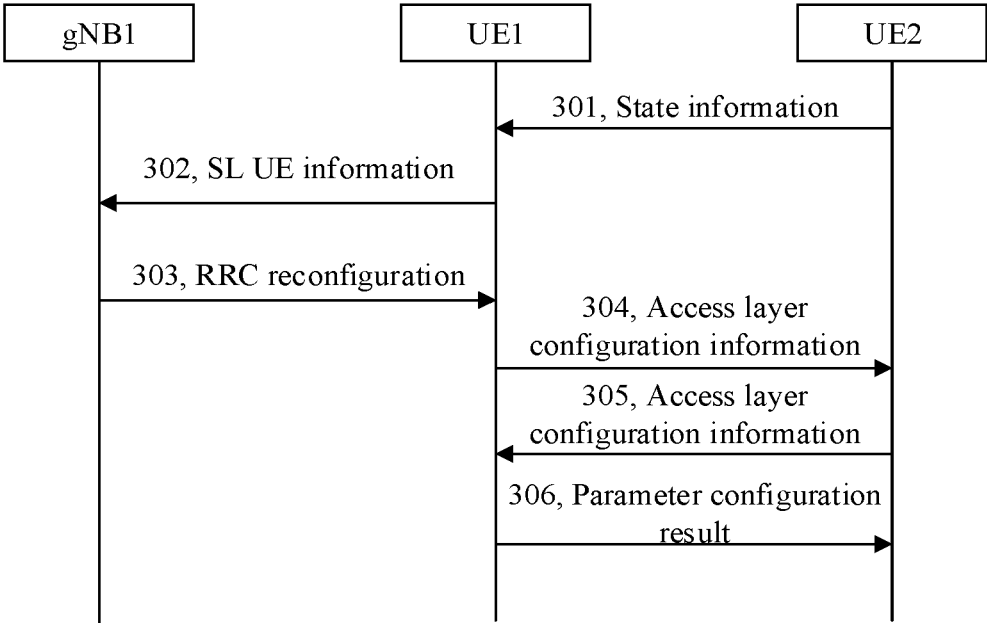 gNB1
UE1
UE2
301, State information
302, SL UE information
303, RRC reconfiguration
304, Access layer
configuration information
305, Access layer
configuration information
306, Parameter configuration
result